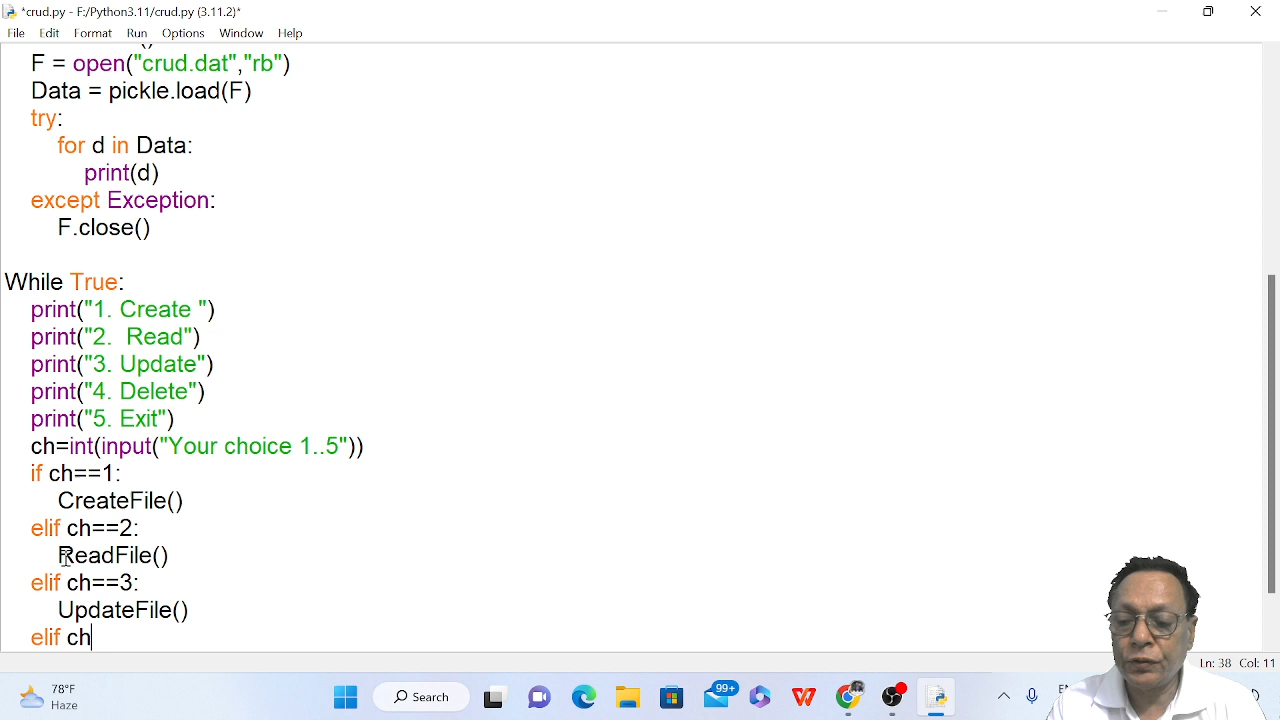 *crud.py - F:/Python3.11/crud.py (3.11.2)*
File Edit Format Run Options Window Help
F = open("crud.dat","rb")
Data = pickle.load(F)
try:
for d in Data:
print(d)
except Exception:
F.close()
While True:
print("1. Create ")
print("2.  Read")
print("3. Update")
print("4. Delete")
print("5. Exit")
ch=int(input("Your choice 1..5"))
if ch==1:
CreateFile()
elif ch==2:
ReadFile()
elif ch==3:
UpdateFile()
elif ch
Ln: 38 Col: 11
78°F
Haze
Search
99+